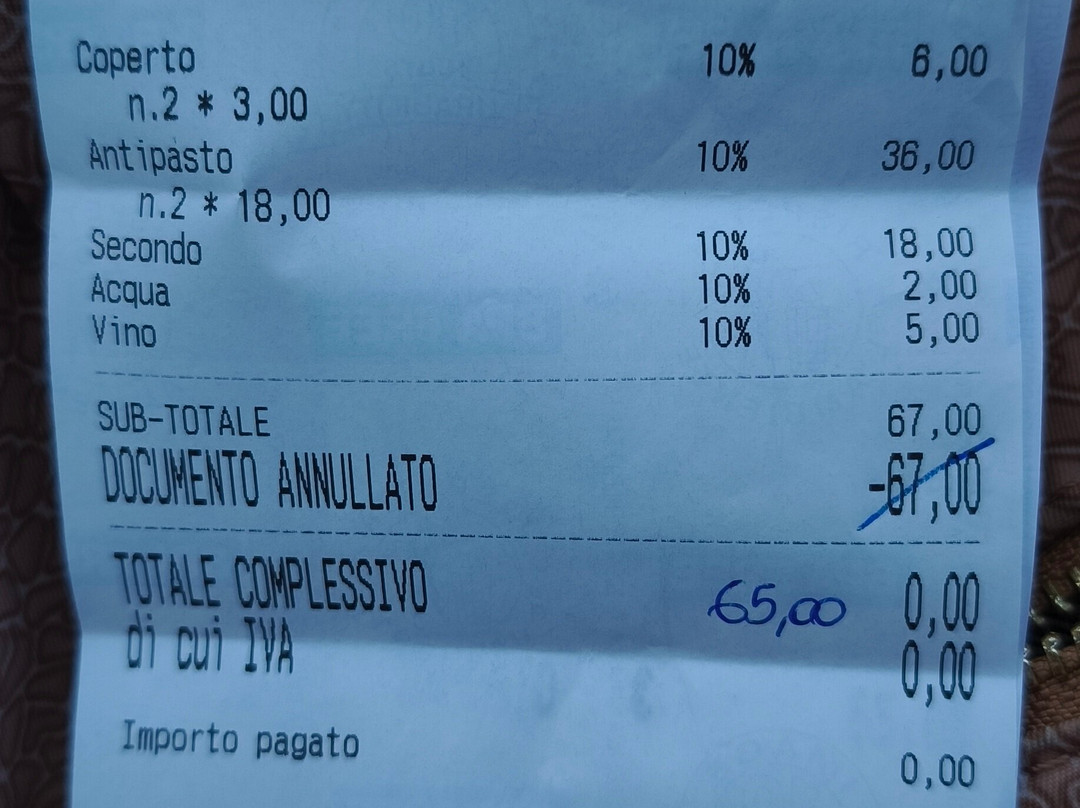 Coperto 10% 6,00
n.2 * 3,00
Antipasto 10% 36,00
n.2 * 18,00
Secondo 10% 18,00
Acqua 10% 2,00
Vino 10% 5,00
SUB-TOTALE 67,00
DOCUMENTO ANNULLATO -67,00
TOTALE COMPLESSIVO 65,00 0,00
di cui IVA 0,00
Importo pagato 0,00